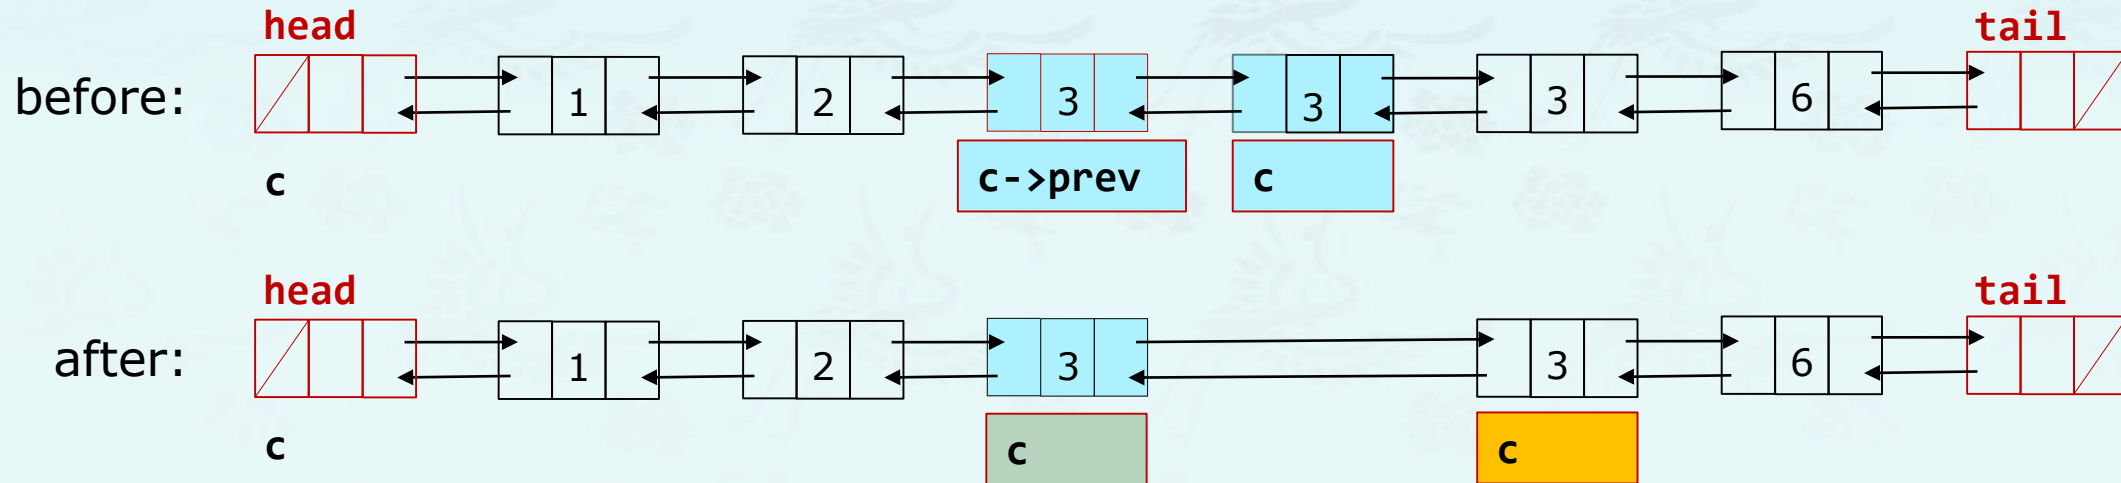 head tail
before: 1 2 3 3 3 6
c c->prev c
head tail
after: 1 2 3 3 6
c c c